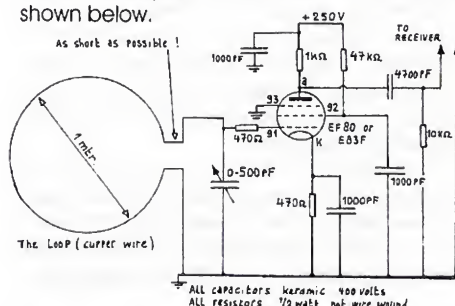 shown below.
As short as possible !
+250V
TO
RECEIVER
1000PF
1kΩ
47kΩ
4700PF
a
g3
g2
g1
470Ω
EF80 or
E83F
K
0-500PF
10kΩ
1000PF
470Ω
1000PF
1 mtr.
The Loop (cupper wire)
All capacitors keramic 400 volts
All resistors 1/2 watt not wire wound